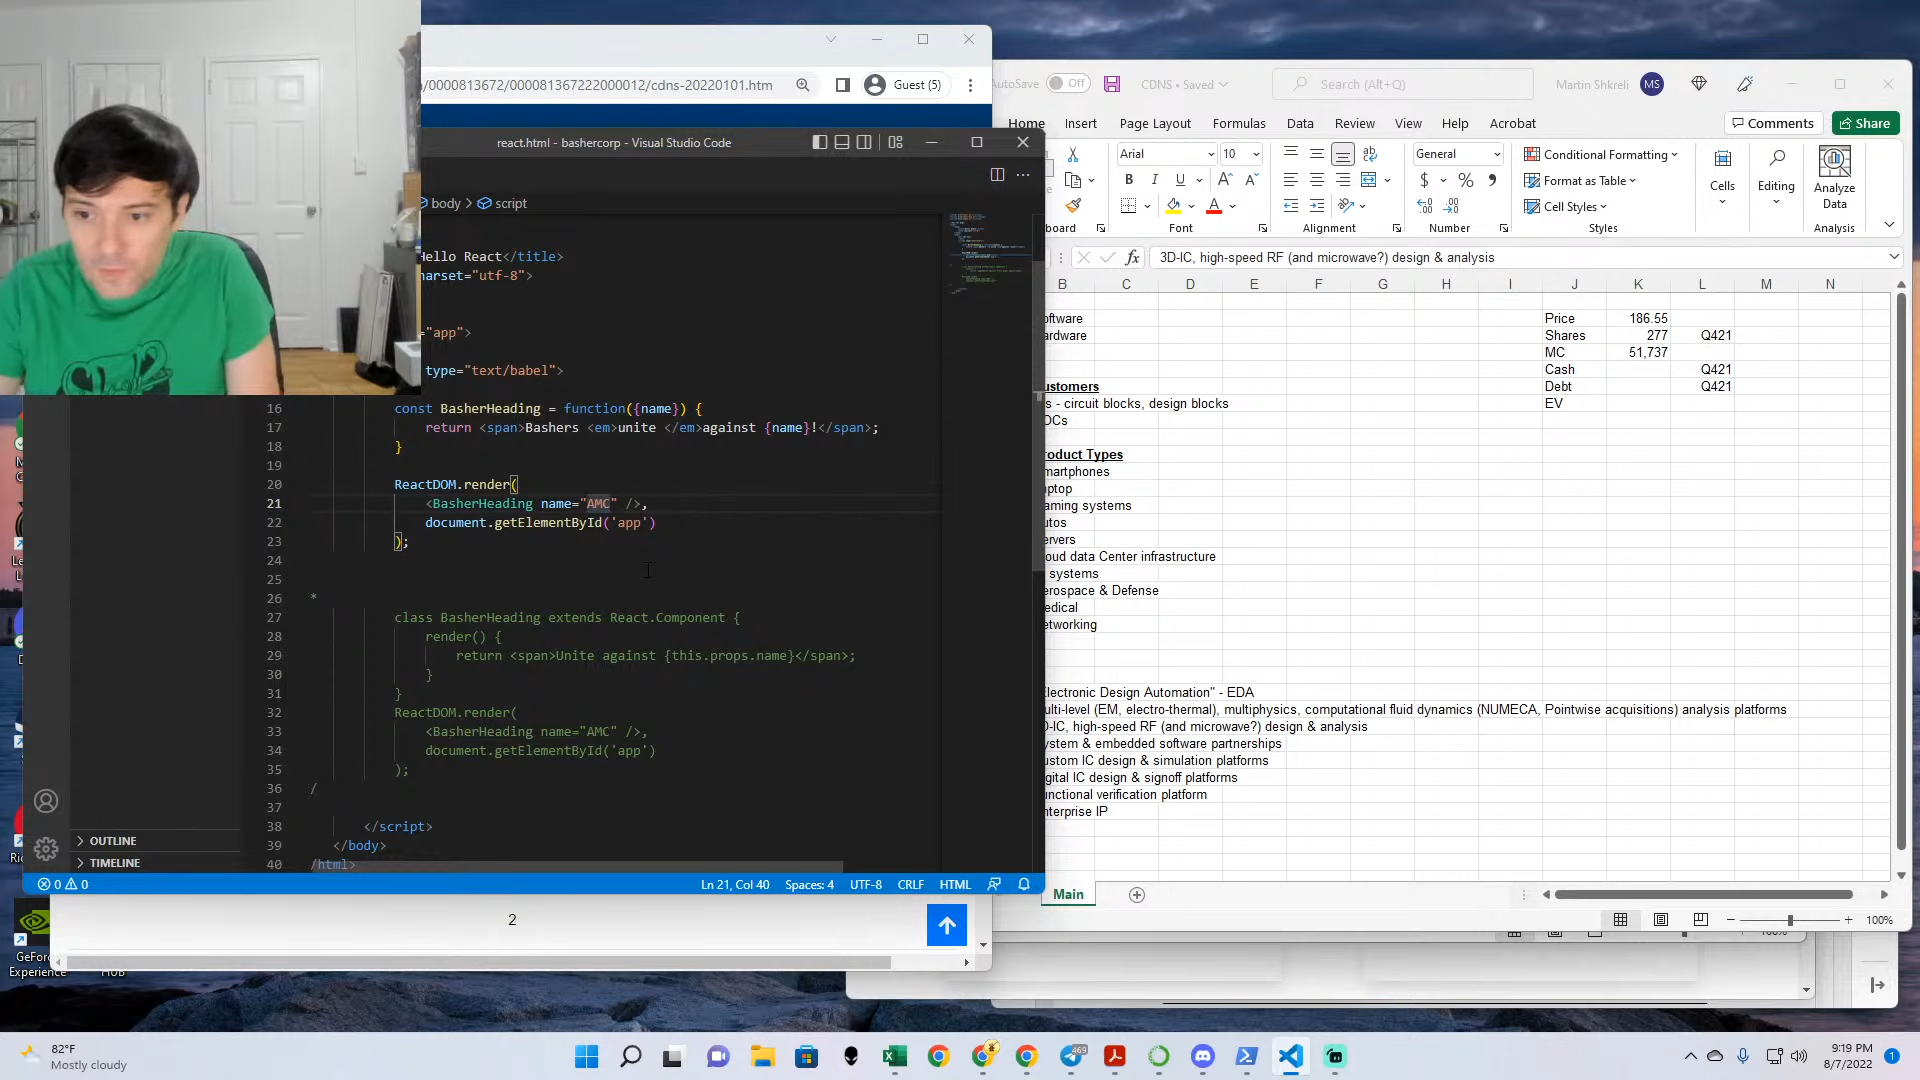 /0000813672/000081367222000012/cdns-20220101.htm
Guest (5)
react.html - bashercorp - Visual Studio Code
body > script
Hello React</title>
harset="utf-8">
="app">
type="text/babel">
16 const BasherHeading = function({name}) {
17 return <span>Bashers <em>unite </em>against {name}!</span>;
18 }
19
20 ReactDOM.render(
21 <BasherHeading name="AMC" />,
22 document.getElementById('app')
23 );
24
25
26 *
27 class BasherHeading extends React.Component {
28 render() {
29 return <span>Unite against {this.props.name}</span>;
30 }
31 }
32 ReactDOM.render(
33 <BasherHeading name="AMC" />,
34 document.getElementById('app')
35 );
36 /
37
38 </script>
39 </body>
40 /html>
OUTLINE
TIMELINE
0 0
Ln 21, Col 40 Spaces: 4 UTF-8 CRLF HTML
2
AutoSave Off CDNS • Saved Search (Alt+Q) Martin Shkreli MS
Home Insert Page Layout Formulas Data Review View Help Acrobat Comments Share
Arial 10 General Conditional Formatting
Format as Table
Cell Styles
Cells Editing Analyze Data
board Font Alignment Number Styles Analysis
3D-IC, high-speed RF (and microwave?) design & analysis
B C D E F G H I J K L M N
oftware Price 186.55
ardware Shares 277 Q421
MC 51,737
Cash Q421
ustomers Debt Q421
s - circuit blocks, design blocks EV
OCs
roduct Types
martphones
aptop
aming systems
utos
ervers
oud data Center infrastructure
systems
erospace & Defense
edical
etworking
lectronic Design Automation" - EDA
ulti-level (EM, electro-thermal), multiphysics, computational fluid dynamics (NUMECA, Pointwise acquisitions) analysis platforms
D-IC, high-speed RF (and microwave?) design & analysis
ystem & embedded software partnerships
ustom IC design & simulation platforms
igital IC design & signoff platforms
unctional verification platform
nterprise IP
Main
100%
GeForce Experience
HUB
82°F
Mostly cloudy
469
9:19 PM
8/7/2022
1